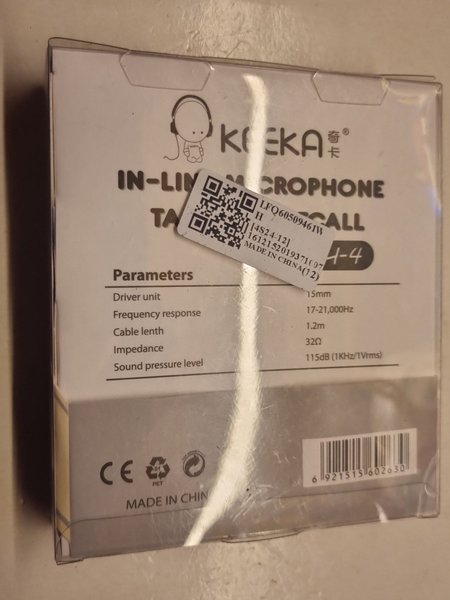 KEEKA 奇卡 ®
IN-LIN MICROPHONE
TA CALL
-4
LFQ60509461W
H
[4S24-12]
MADE IN CHINA(12)
Parameters
Driver unit 15mm
Frequency response 17-21,000Hz
Cable lenth 1.2m
Impedance 32Ω
Sound pressure level 115dB (1KHz/1Vrms)
CE
PET
MADE IN CHIN
6 921515 602630